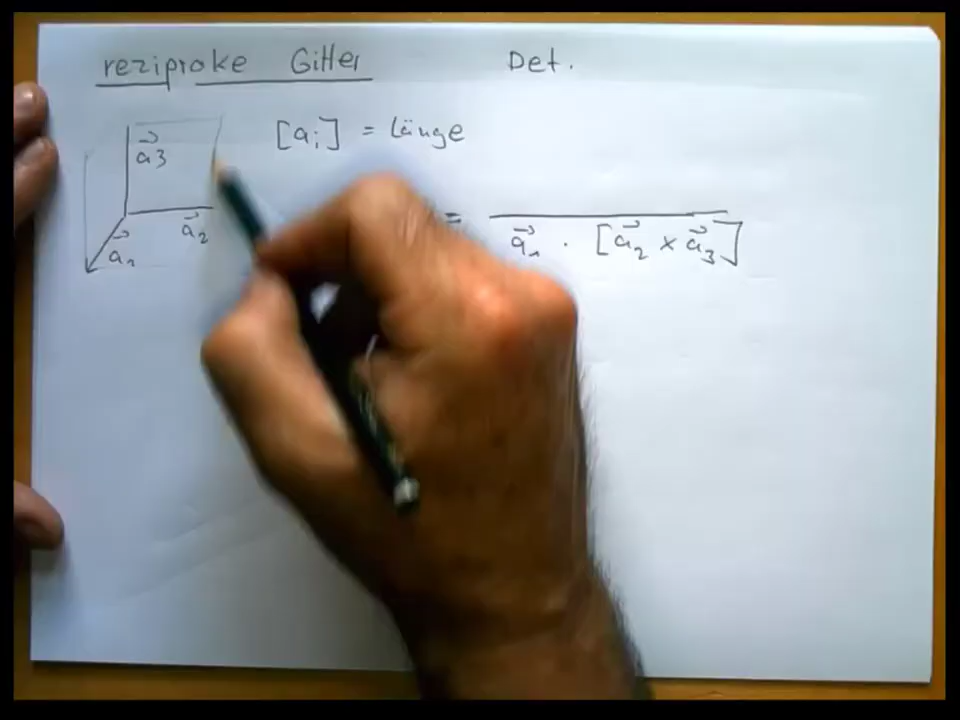 reziproke Gitter Det.
a⃗3 [ai] = Länge
a⃗2 = ———
a⃗1 a⃗1 · [a⃗2 × a⃗3]